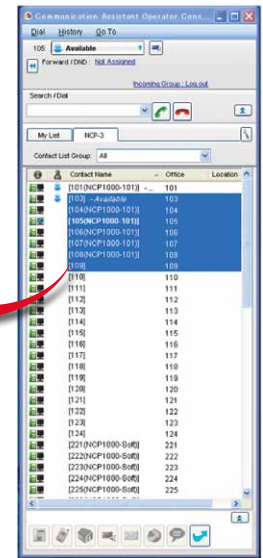 Communication Assistant Operator Cons...
Dial History Go To
105: Available
Forward / DND : Not Assigned
Incoming Group : Log out
Search / Dial
My List NCP-3
Contact List Group: All
Contact Name Office Location
[101(NCP1000-101)] -... 101
[103] - Available 103
[104(NCP1000-101)] 104
[105(NCP1000-101)] 105
[106(NCP1000-101)] 106
[107(NCP1000-101)] 107
[108(NCP1000-101)] 108
[109] 109
[110] 110
[111] 111
[112] 112
[113] 113
[114] 114
[115] 115
[116] 116
[117] 117
[118] 118
[119] 119
[120] 120
[121] 121
[122] 122
[123] 123
[124] 124
[221(NCP1000-Soft)] 221
[222(NCP1000-Soft)] 222
[223(NCP1000-Soft)] 223
[224(NCP1000-Soft)] 224
[225(NCP1000-Soft)] 225